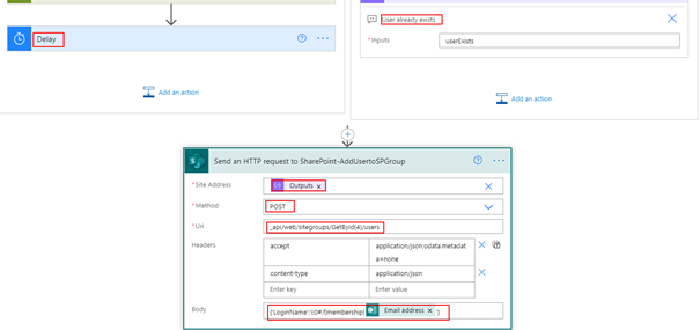 Delay
Add an action
User already exists
* Inputs
userExists
Add an action
Send an HTTP request to SharePoint-AddUsertoSPGroup
* Site Address
Outputs x
* Method
POST
* Uri
_api/web/sitegroups/GetById(4)/users
Headers
accept
application/json;odata.metadat
a=none
content-type
application/json
Enter key
Enter value
Body
{'LoginName':'i:0#.f|membership| Email address x '}